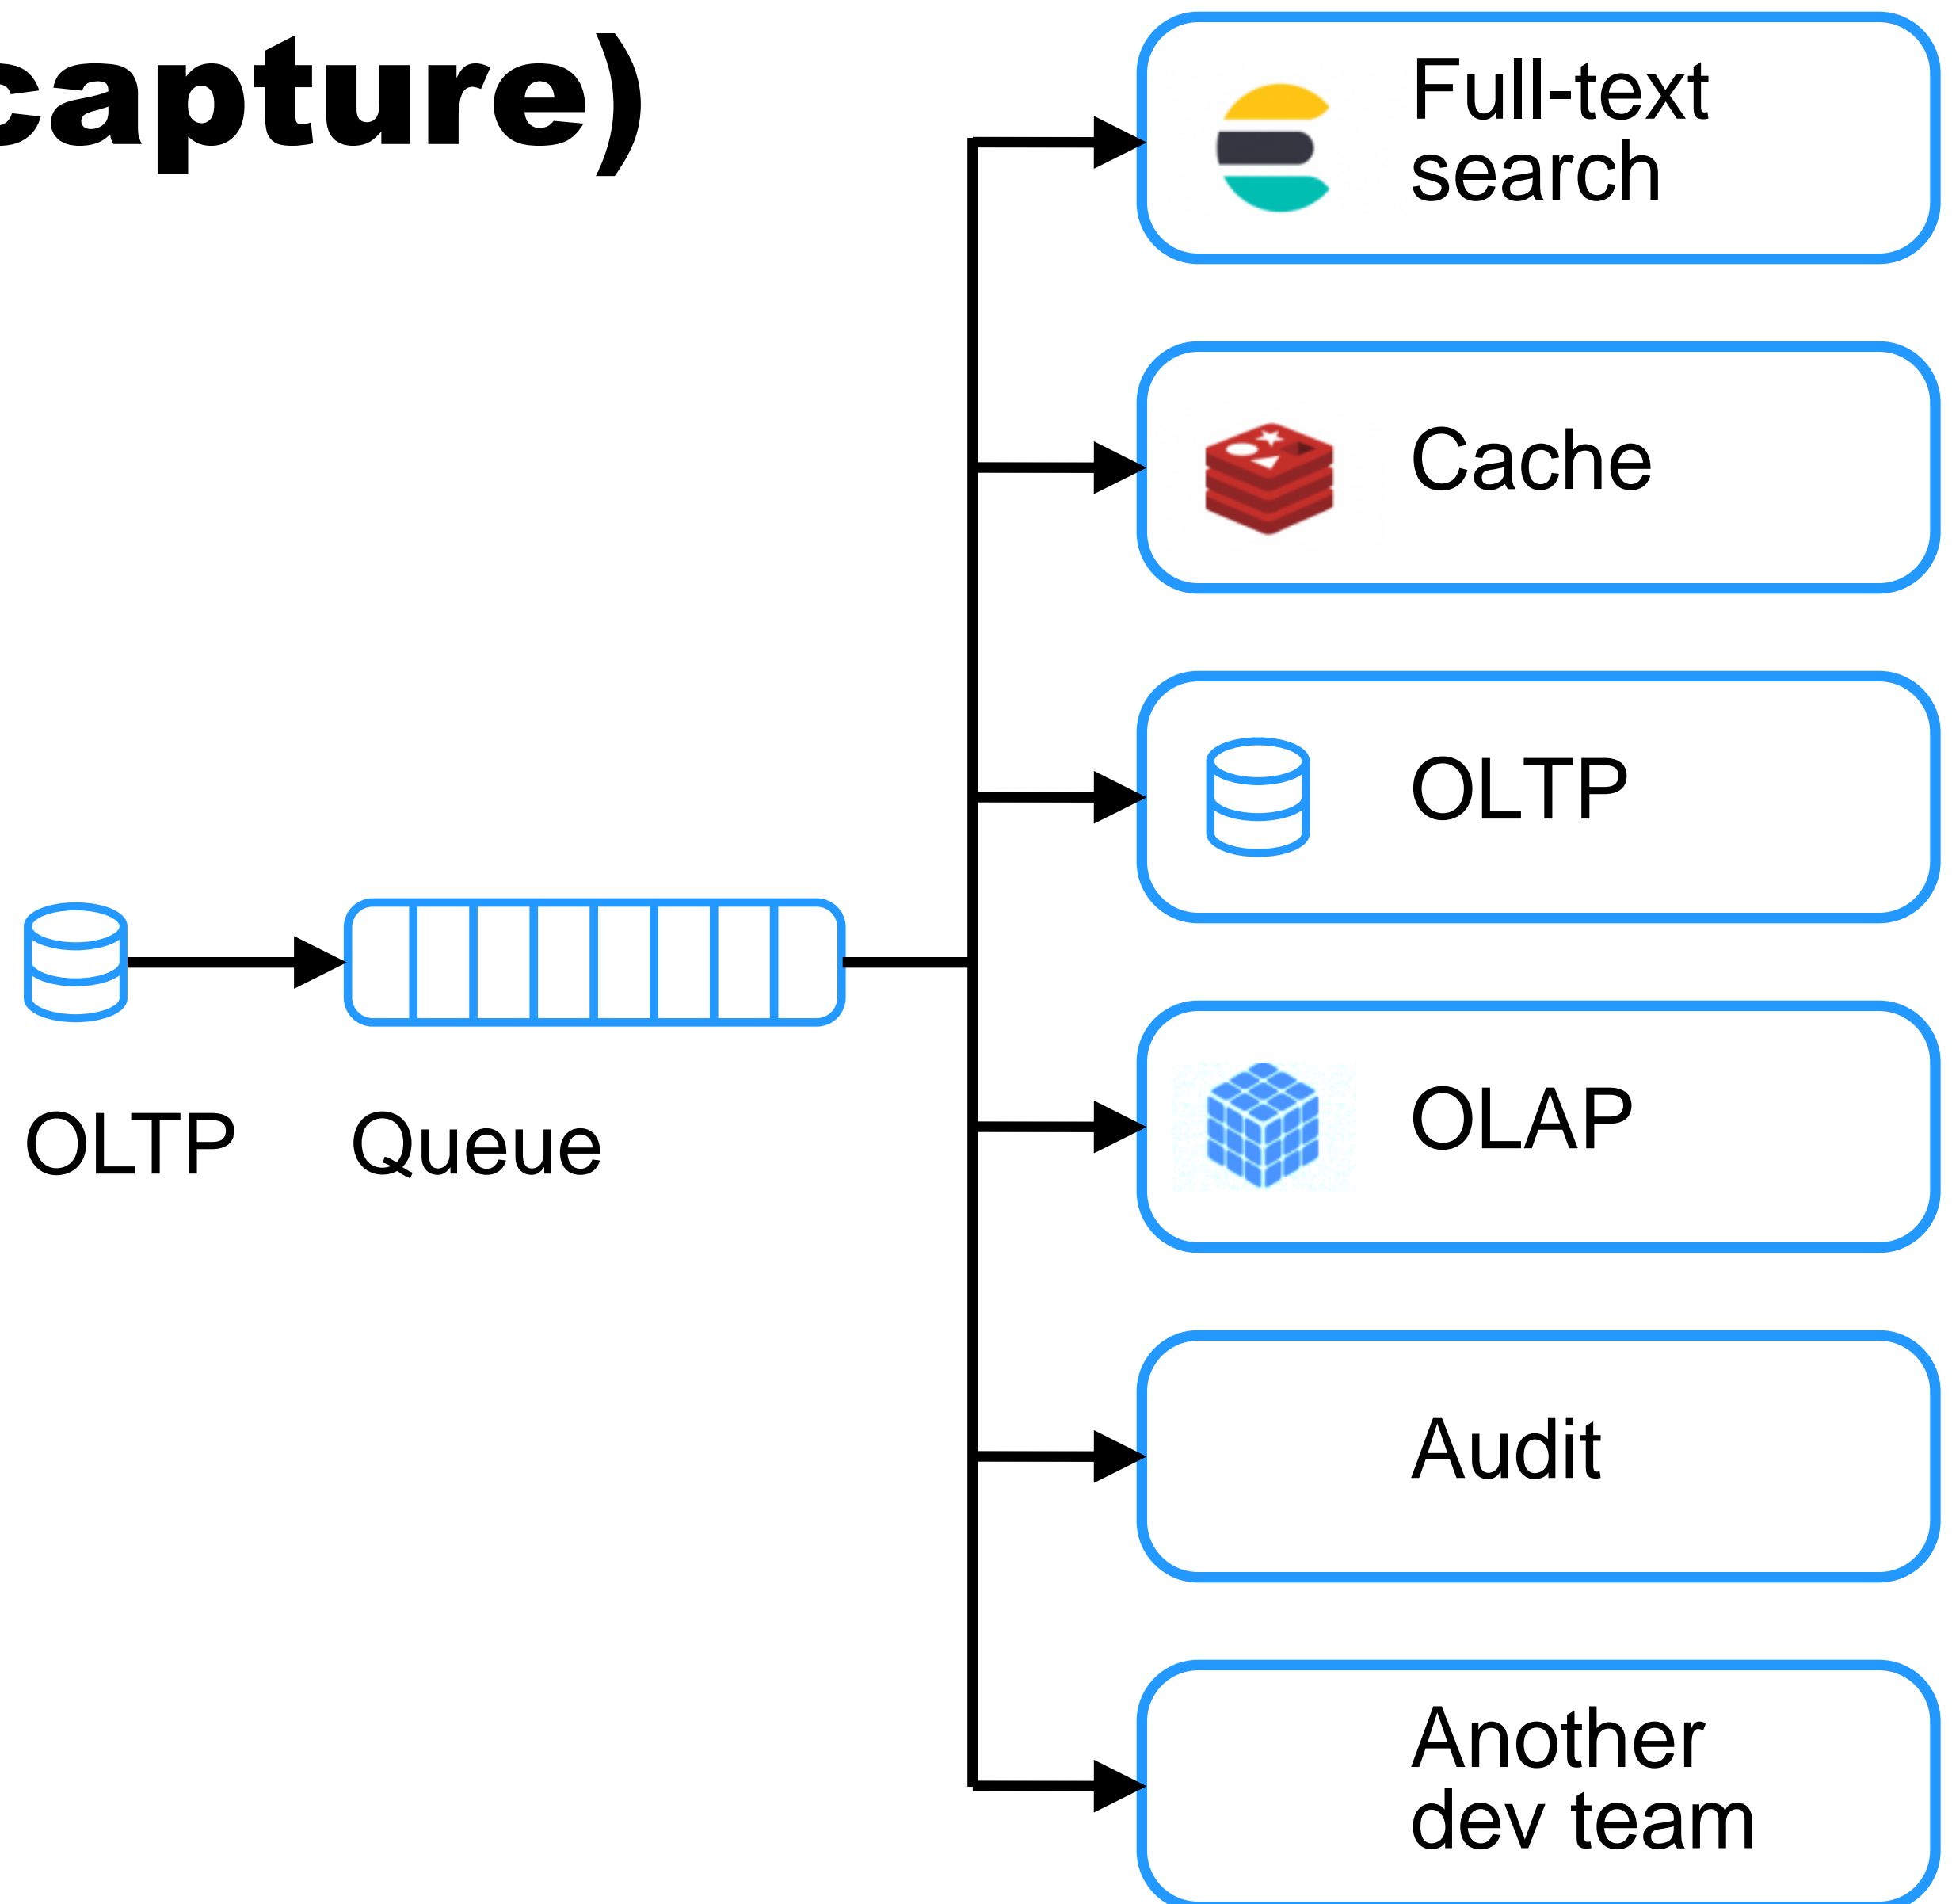 capture)
Full-text
search
Cache
OLTP
OLTP
Queue
OLAP
Audit
Another
dev team